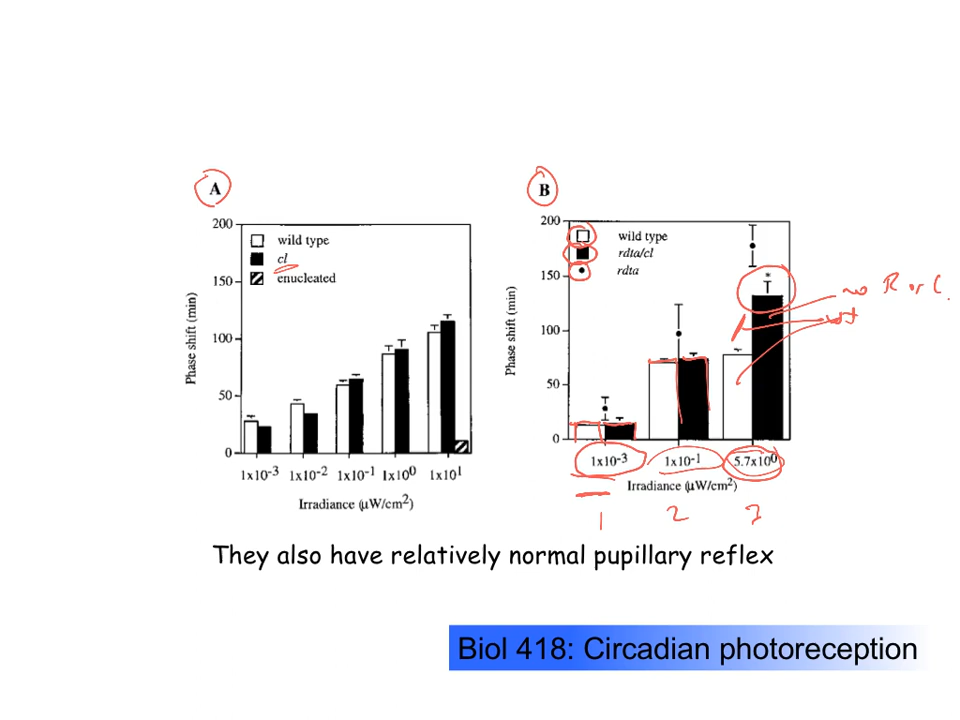 A
200
150
100
50
0
Phase shift (min)
wild type
cl
enucleated
1x10-3 1x10-2 1x10-1 1x100 1x101
Irradiance (μW/cm2)
B
200
150
100
50
0
Phase shift (min)
wild type
rdta/cl
rdta
*
no R or C
wt
1x10-3 1x10-1 5.7x100
Irradiance (μW/cm2)
1 2 3
They also have relatively normal pupillary reflex
Biol 418: Circadian photoreception